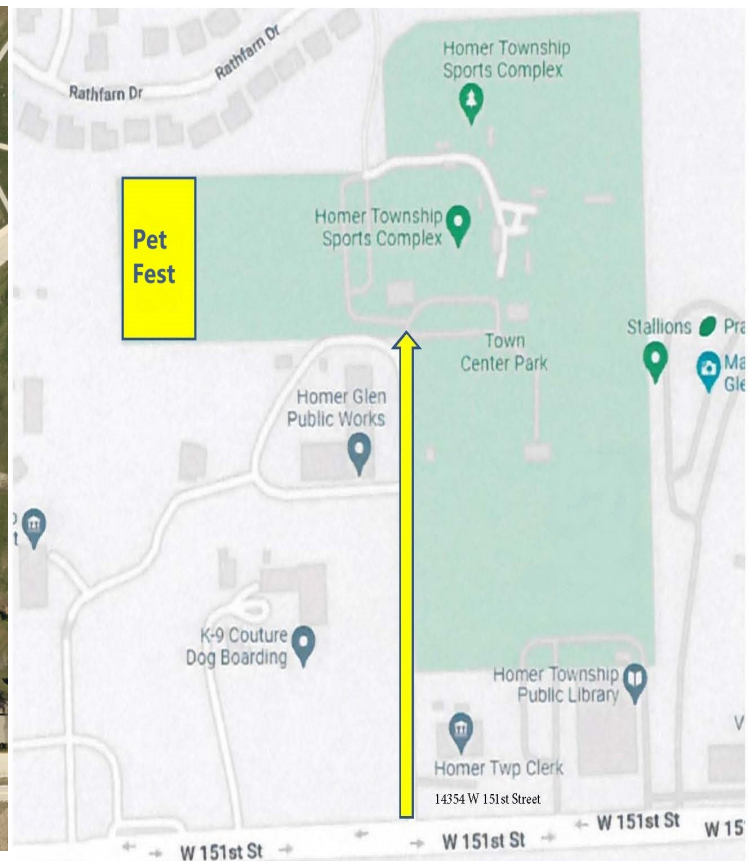 Rathfarn Dr
Rathfarn Dr
Homer Township
Sports Complex
Pet
Fest
Homer Township
Sports Complex
Stallions
Town
Center Park
Homer Glen
Public Works
K-9 Couture
Dog Boarding
Homer Township
Public Library
Homer Twp Clerk
14354 W 151st Street
W 151st St
W 151st St
W 151st St